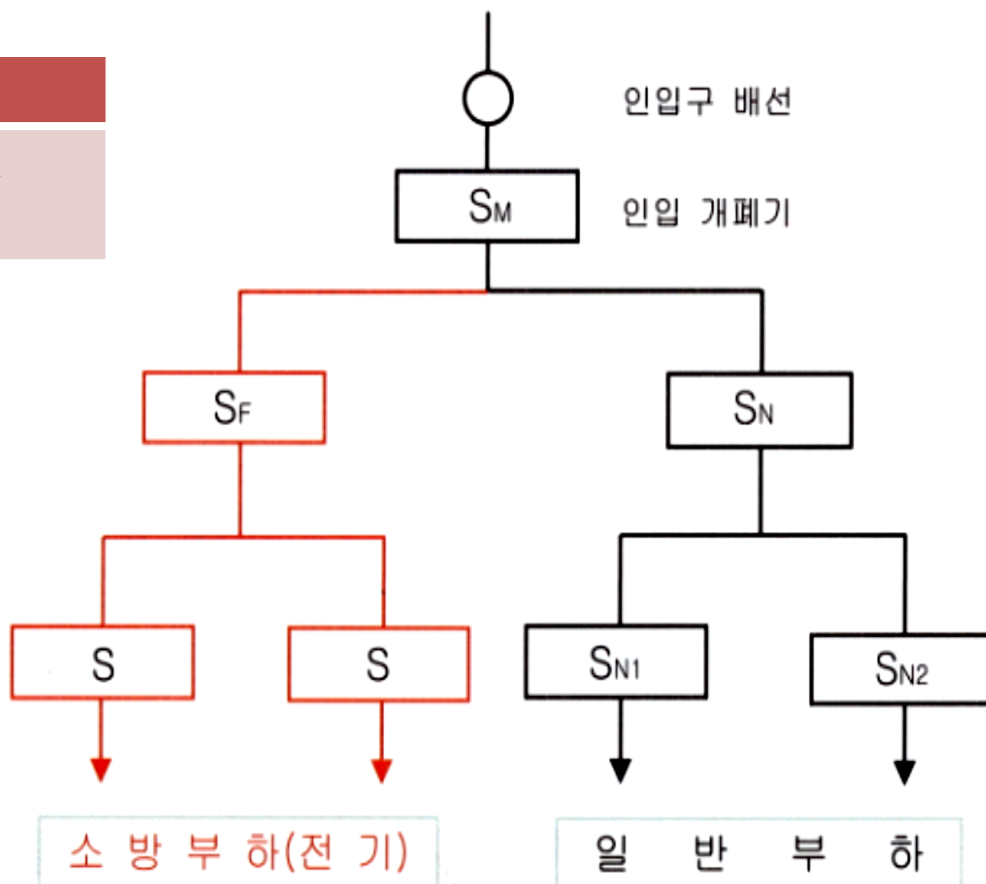 인입구 배선
SM
인입 개폐기
SF
SN
S
S
SN1
SN2
소 방 부 하(전 기)
일 반 부 하